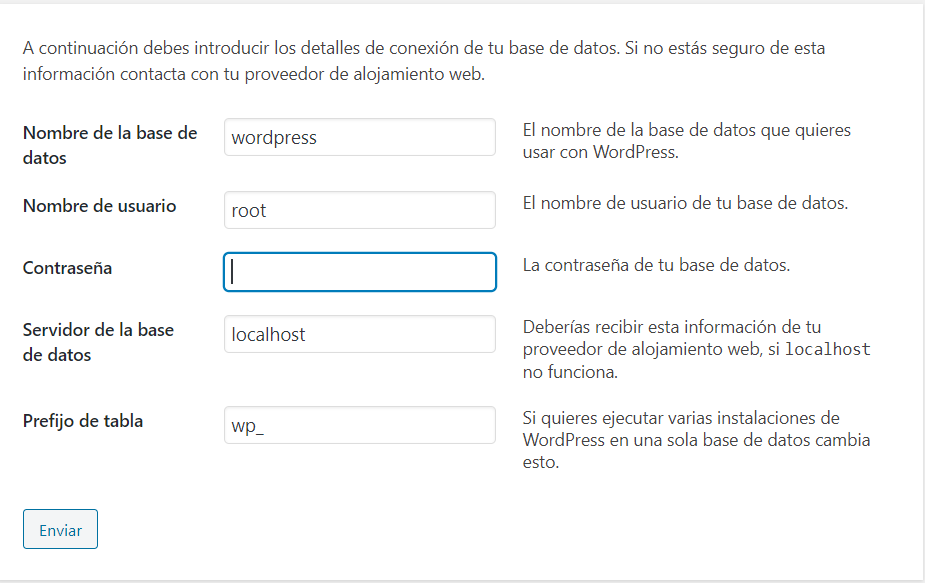 A continuación debes introducir los detalles de conexión de tu base de datos. Si no estás seguro de esta
información contacta con tu proveedor de alojamiento web.
Nombre de la base de
datos
wordpress
El nombre de la base de datos que quieres
usar con WordPress.
Nombre de usuario
root
El nombre de usuario de tu base de datos.
Contraseña
La contraseña de tu base de datos.
Servidor de la base
de datos
localhost
Deberías recibir esta información de tu
proveedor de alojamiento web, si localhost
no funciona.
Prefijo de tabla
wp_
Si quieres ejecutar varias instalaciones de
WordPress en una sola base de datos cambia
esto.
Enviar